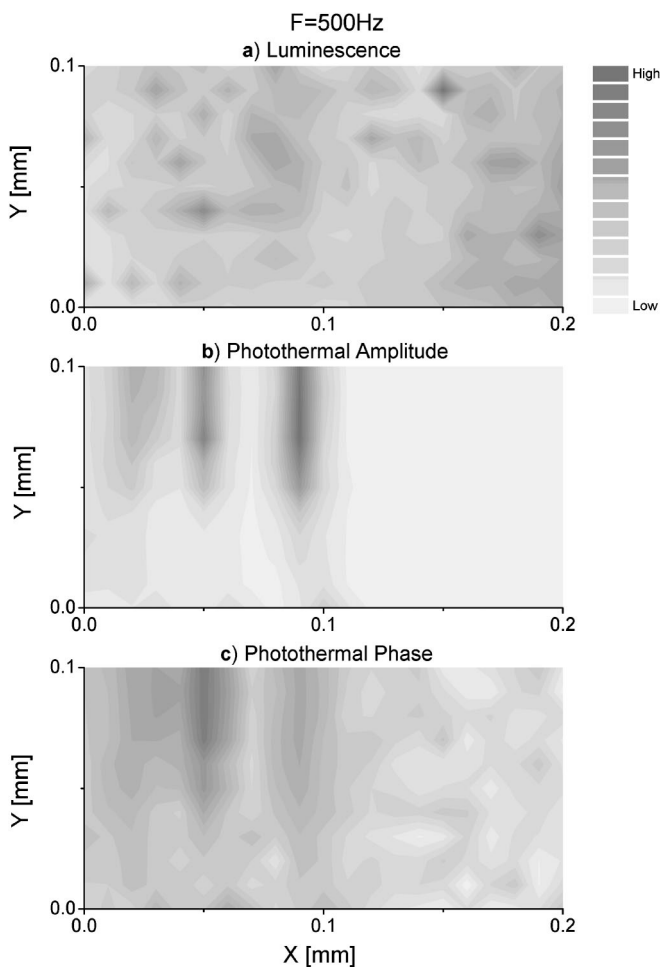 F=500Hz
a) Luminescence
0.1
High
Y [mm]
0.0
Low
0.0 0.1 0.2
b) Photothermal Amplitude
Y [mm]
0.0
0.0 0.1 0.2
c) Photothermal Phase
0.1
Y [mm]
0.0
0.0 0.1 0.2
X [mm]